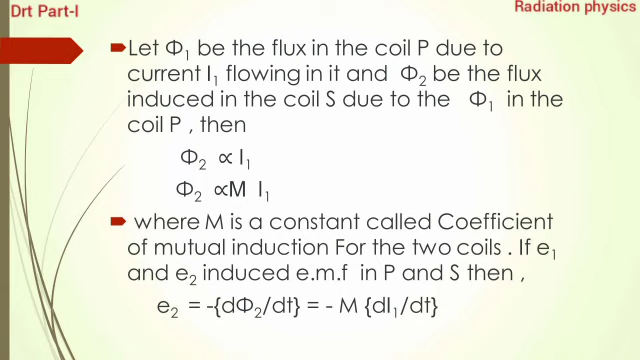 Drt Part-I
Radiation physics
Let Φ₁ be the flux in the coil P due to
current I₁ flowing in it and Φ₂ be the flux
induced in the coil S due to the Φ₁ in the
coil P , then
Φ₂ ∝ I₁
Φ₂ ∝M I₁
where M is a constant called Coefficient
of mutual induction For the two coils . If e₁
and e₂ induced e.m.f in P and S then ,
e₂ = -{dΦ₂/dt} = - M {dI₁/dt}